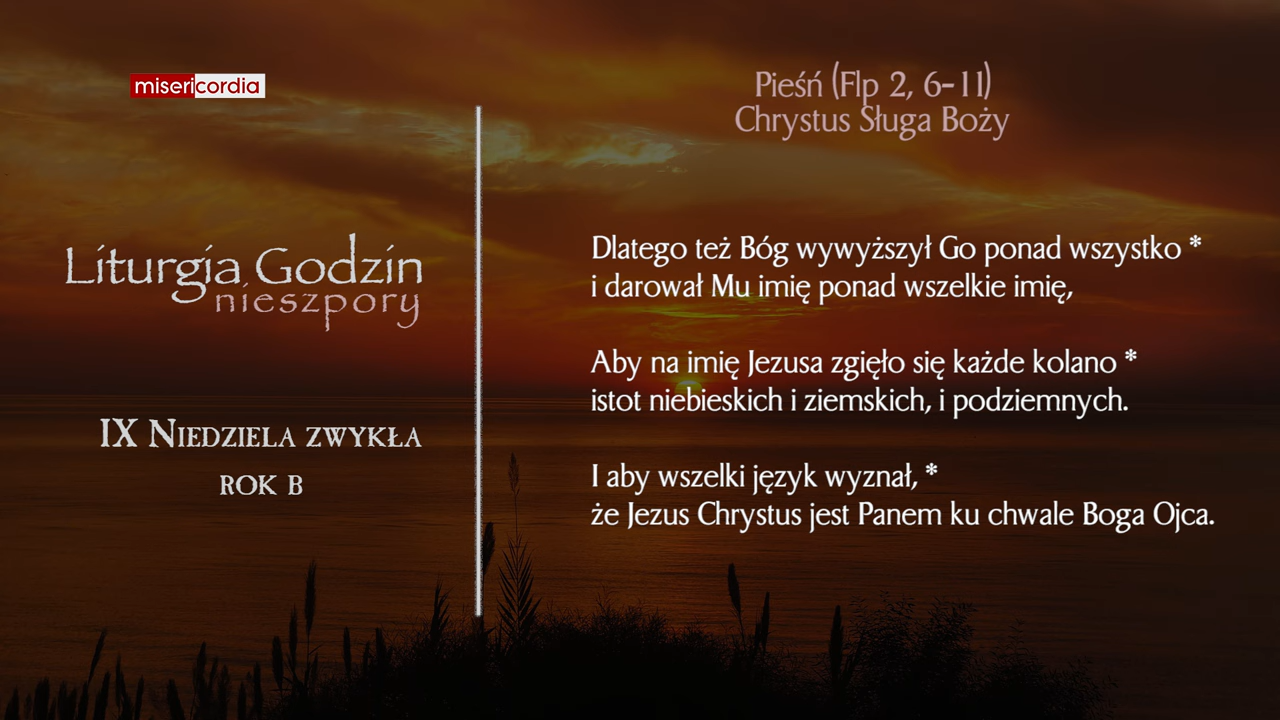 misericordia
Liturgia Godzin
nieszpory
IX Niedziela zwykła
rok B
Pieśń (Flp 2, 6-11)
Chrystus Sługa Boży
Dlatego też Bóg wywyższył Go ponad wszystko *
i darował Mu imię ponad wszelkie imię,
Aby na imię Jezusa zgięło się każde kolano *
istot niebieskich i ziemskich, i podziemnych.
I aby wszelki język wyznał, *
że Jezus Chrystus jest Panem ku chwale Boga Ojca.